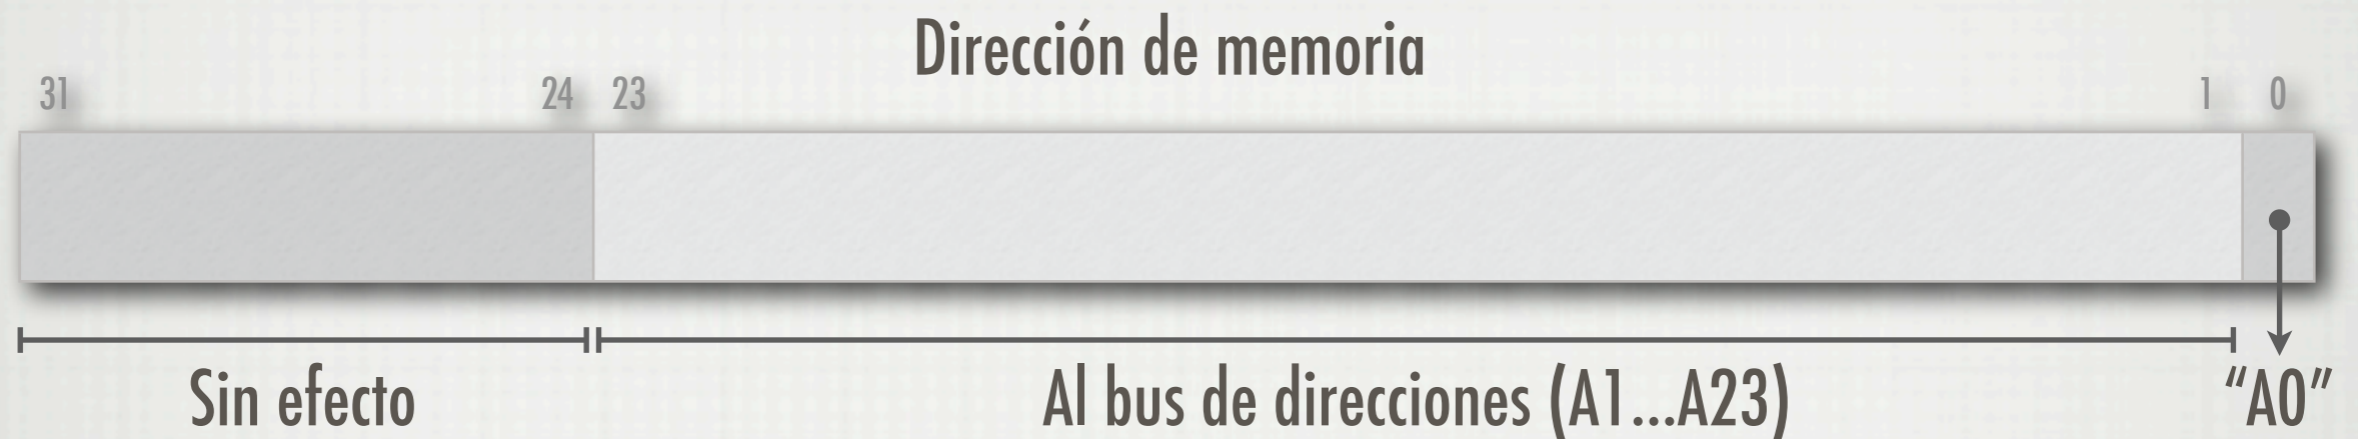 Dirección de memoria
31 24 23 1 0
Sin efecto Al bus de direcciones (A1...A23) “A0”